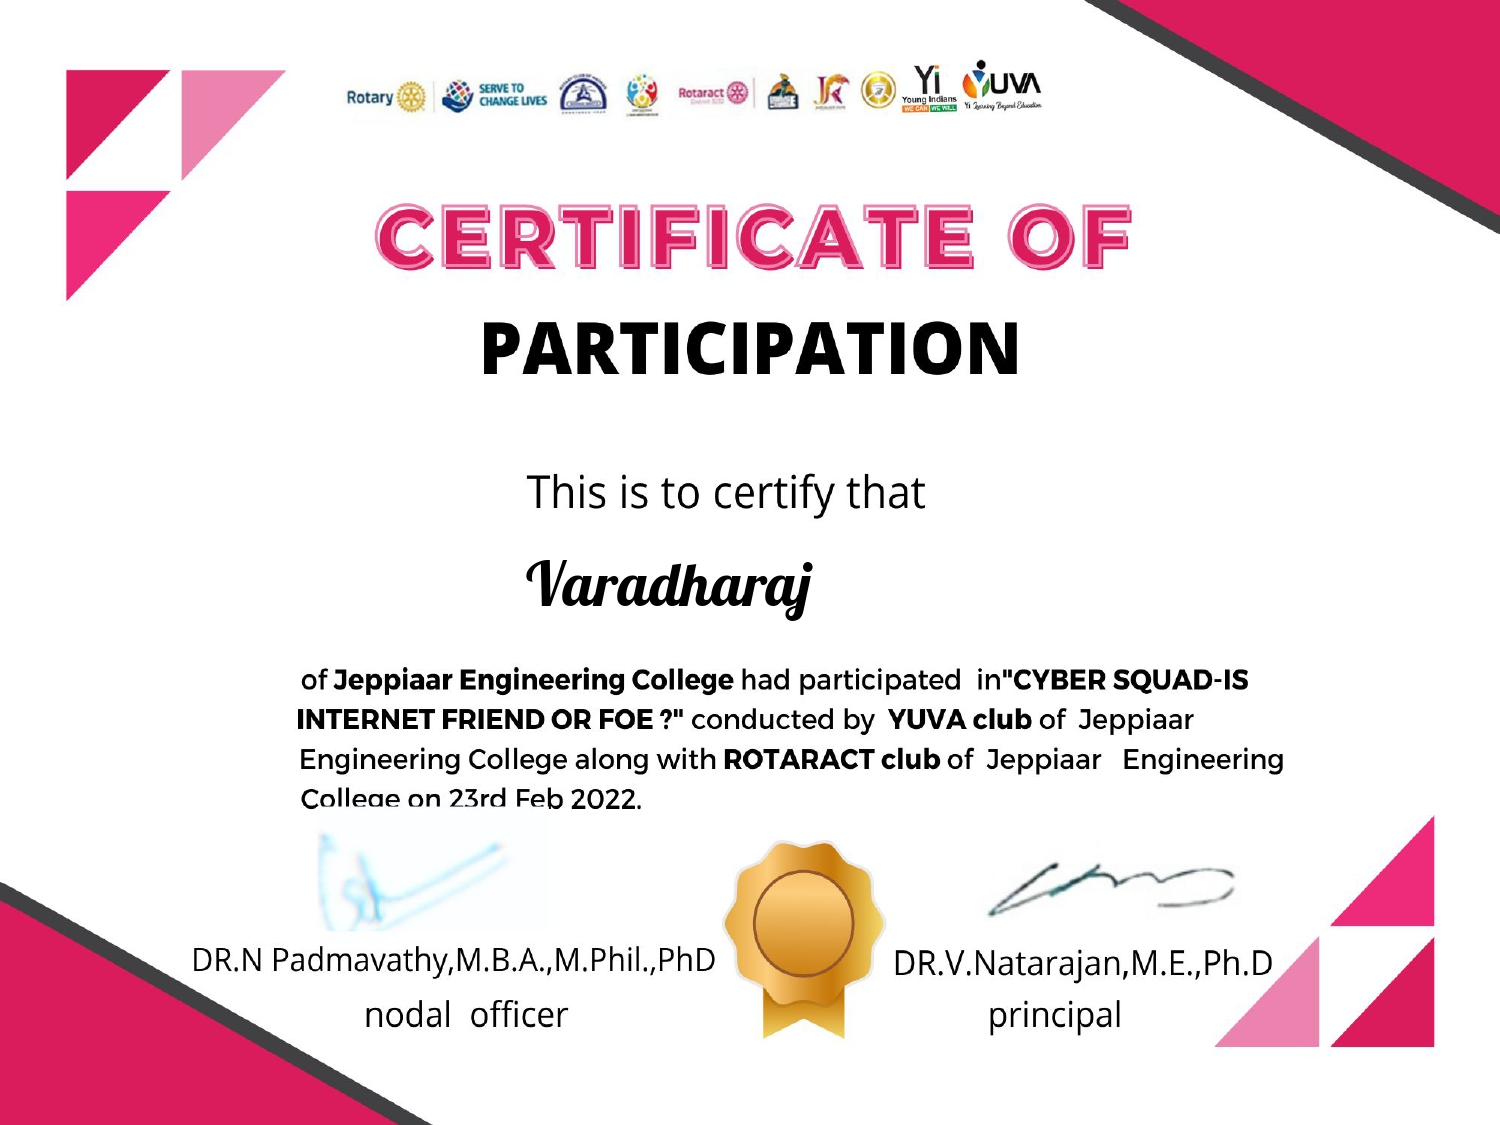 Rotary SERVE TO CHANGE LIVES Rotaract Yi YUVA
Young Indians Yi Learning Beyond Education
WE CAN WE WILL
CERTIFICATE OF
PARTICIPATION
This is to certify that
Varadharaj
of Jeppiaar Engineering College had participated in"CYBER SQUAD-IS
INTERNET FRIEND OR FOE ?" conducted by YUVA club of Jeppiaar
Engineering College along with ROTARACT club of Jeppiaar Engineering
College on 23rd Feb 2022.
DR.N Padmavathy,M.B.A.,M.Phil.,PhD
nodal officer
DR.V.Natarajan,M.E.,Ph.D
principal